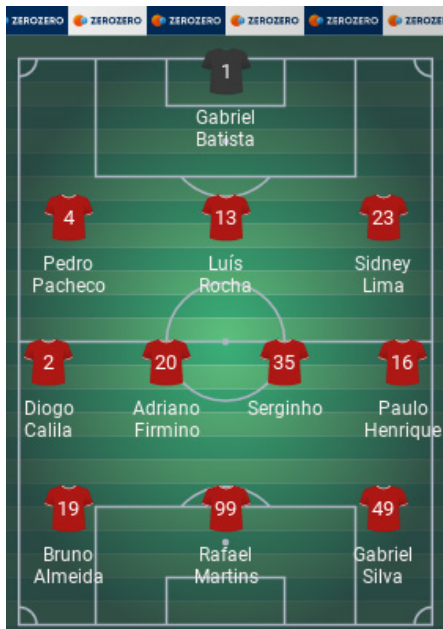 ZEROZERO ZEROZERO ZEROZERO ZEROZERO ZEROZERO ZEROZE
1
Gabriel
Batista
4 13 23
Pedro Luís Sidney
Pacheco Rocha Lima
2 20 35 16
Diogo Adriano Serginho Paulo
Calila Firmino Henrique
19 99 49
Bruno Rafael Gabriel
Almeida Martins Silva